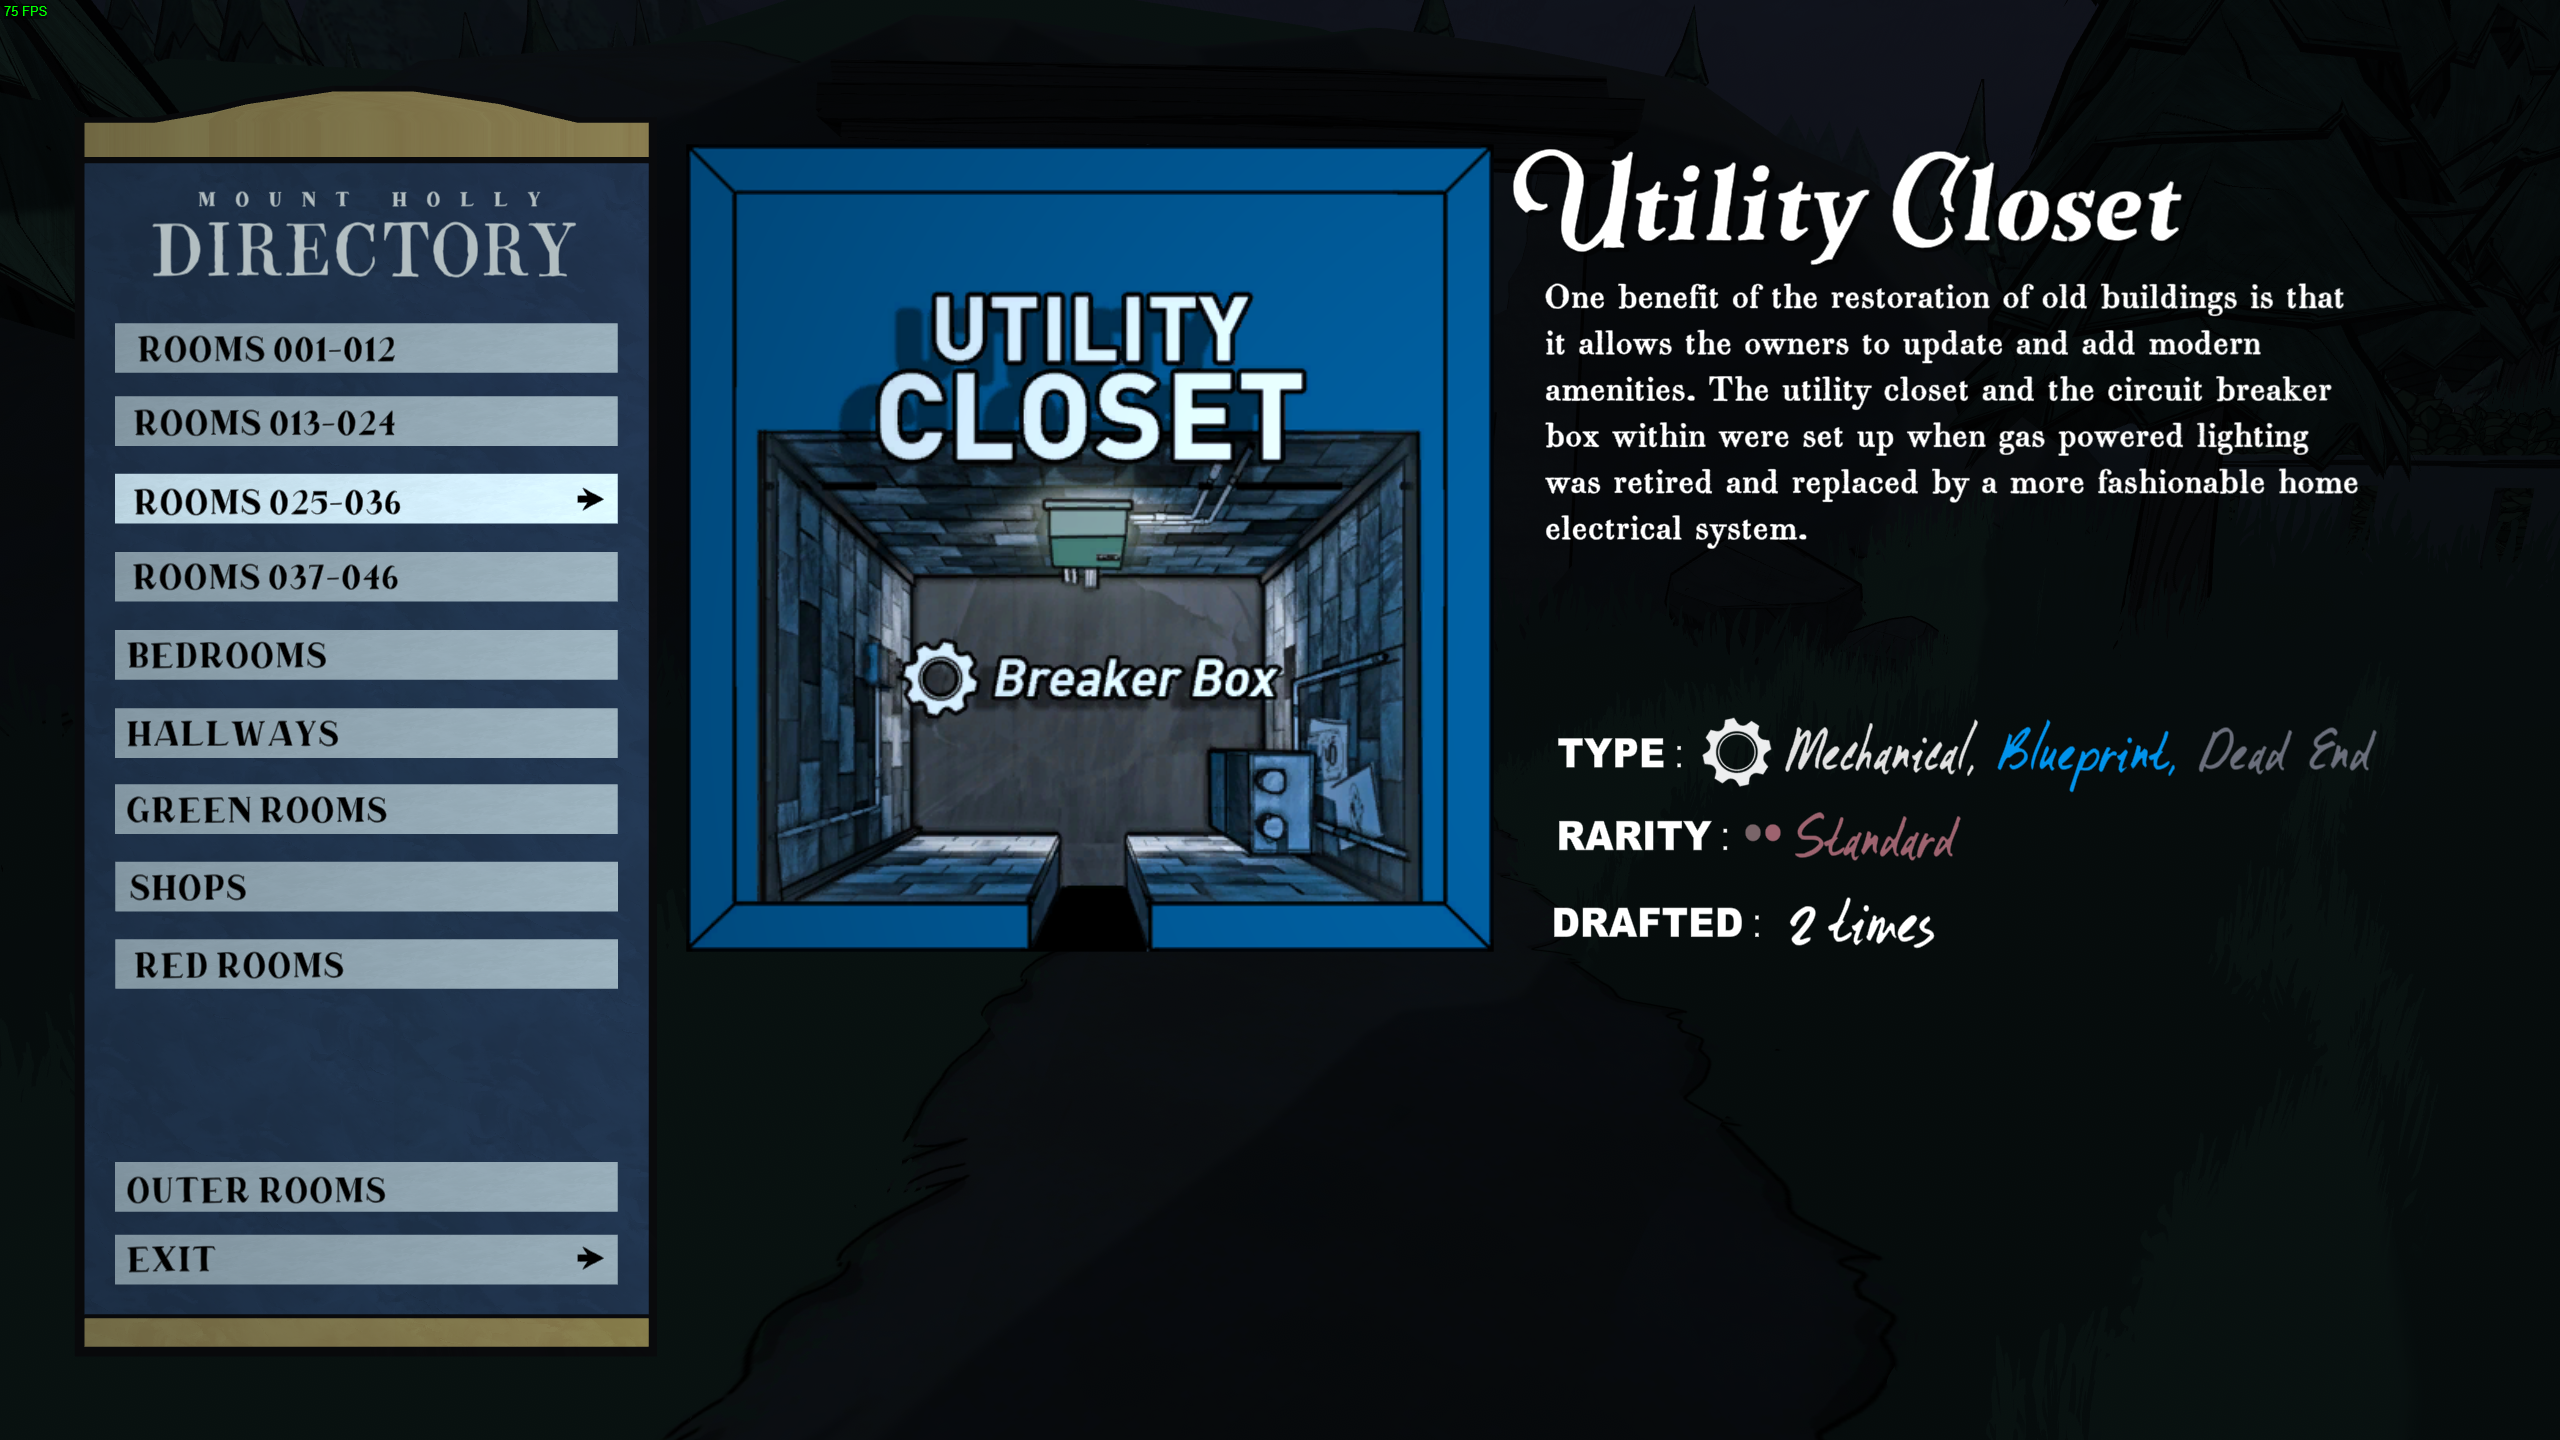 75 FPS
MOUNT HOLLY
DIRECTORY
ROOMS 001-012
ROOMS 013-024
ROOMS 025-036
ROOMS 037-046
BEDROOMS
HALLWAYS
GREEN ROOMS
SHOPS
RED ROOMS
OUTER ROOMS
EXIT
UTILITY
CLOSET
Breaker Box
Utility Closet
One benefit of the restoration of old buildings is that
it allows the owners to update and add modern
amenities. The utility closet and the circuit breaker
box within were set up when gas powered lighting
was retired and replaced by a more fashionable home
electrical system.
TYPE : Mechanical, Blueprint, Dead End
RARITY : Standard
DRAFTED : 2 times